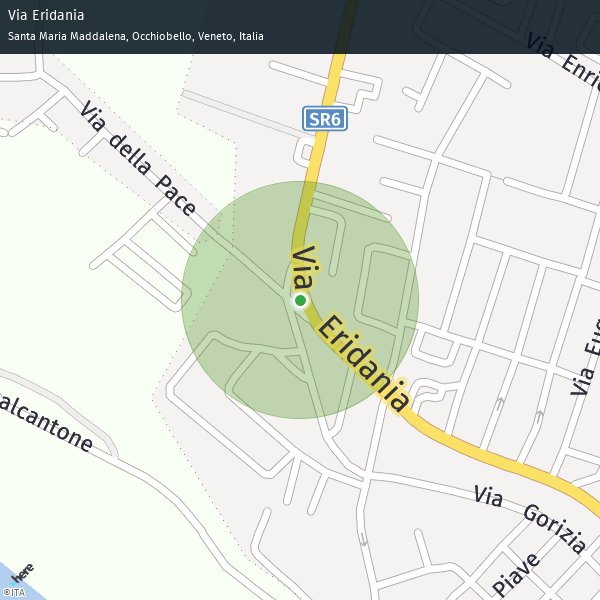 Via Eridania
Santa Maria Maddalena, Occhiobello, Veneto, Italia
Via Enric
SR6
Via della Pace
Via Eridania
Via Eug
alcantone
Via Gorizia
Piave
here
©ITA